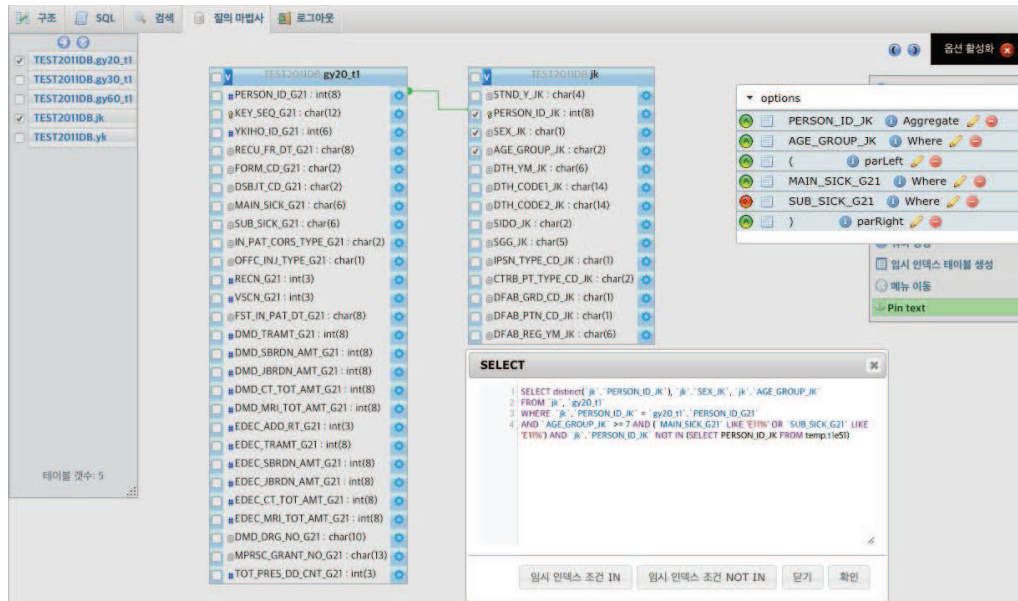 구조 SQL 검색 질의 마법사 로그아웃
TEST2011DB.gy20_t1
TEST2011DB.gy30_t1
TEST2011DB.gy60_t1
TEST2011DB.jk
TEST2011DB.yk
테이블 갯수: 5
V TEST2011DB.gy20_t1
#PERSON_ID_G21 : int(8)
KEY_SEQ_G21 : char(12)
#YKIHO_ID_G21 : int(6)
RECU_FR_DT_G21 : char(8)
FORM_CD_G21 : char(2)
DSBJT_CD_G21 : char(2)
MAIN_SICK_G21 : char(6)
SUB_SICK_G21 : char(6)
IN_PAT_CORS_TYPE_G21 : char(2)
OFFC_INJ_TYPE_G21 : char(1)
#RECN_G21 : int(3)
#VSCN_G21 : int(3)
FST_IN_PAT_DT_G21 : char(8)
#DMD_TRAMT_G21 : int(8)
#DMD_SBRDN_AMT_G21 : int(8)
#DMD_JBRDN_AMT_G21 : int(8)
#DMD_CT_TOT_AMT_G21 : int(8)
#DMD_MRI_TOT_AMT_G21 : int(8)
#EDEC_ADD_RT_G21 : int(3)
#EDEC_TRAMT_G21 : int(8)
#EDEC_SBRDN_AMT_G21 : int(8)
#EDEC_JBRDN_AMT_G21 : int(8)
#EDEC_CT_TOT_AMT_G21 : int(8)
#EDEC_MRI_TOT_AMT_G21 : int(8)
DMD_DRG_NO_G21 : char(10)
MPRSC_GRANT_NO_G21 : char(13)
#TOT_PRES_DD_CNT_G21 : int(3)
V TEST2011DB.jk
STND_Y_JK : char(4)
PERSON_ID_JK : int(8)
SEX_JK : char(1)
AGE_GROUP_JK : char(2)
DTH_YM_JK : char(6)
DTH_CODE1_JK : char(14)
DTH_CODE2_JK : char(14)
SIDO_JK : char(2)
SGG_JK : char(5)
IPSN_TYPE_CD_JK : char(1)
CTRB_PT_TYPE_CD_JK : char(2)
DFAB_GRD_CD_JK : char(1)
DFAB_PTN_CD_JK : char(1)
DFAB_REG_YM_JK : char(6)
옵션 활성화
options
PERSON_ID_JK Aggregate
AGE_GROUP_JK Where
( parLeft
MAIN_SICK_G21 Where
SUB_SICK_G21 Where
) parRight
임시 인덱스 테이블 생성
메뉴 이동
Pin text
SELECT
1 SELECT distinct(`jk`.`PERSON_ID_JK`), `jk`.`SEX_JK`, `jk`.`AGE_GROUP_JK`
2 FROM `jk`, `gy20_t1`
3 WHERE `jk`.`PERSON_ID_JK` = `gy20_t1`.`PERSON_ID_G21`
4 AND `AGE_GROUP_JK` >= 7 AND (`MAIN_SICK_G21` LIKE 'E11%' OR `SUB_SICK_G21` LIKE
'E11%') AND `jk`.`PERSON_ID_JK` NOT IN (SELECT PERSON_ID_JK FROM temp.t1e51)
임시 인덱스 조건 IN 임시 인덱스 조건 NOT IN 닫기 확인